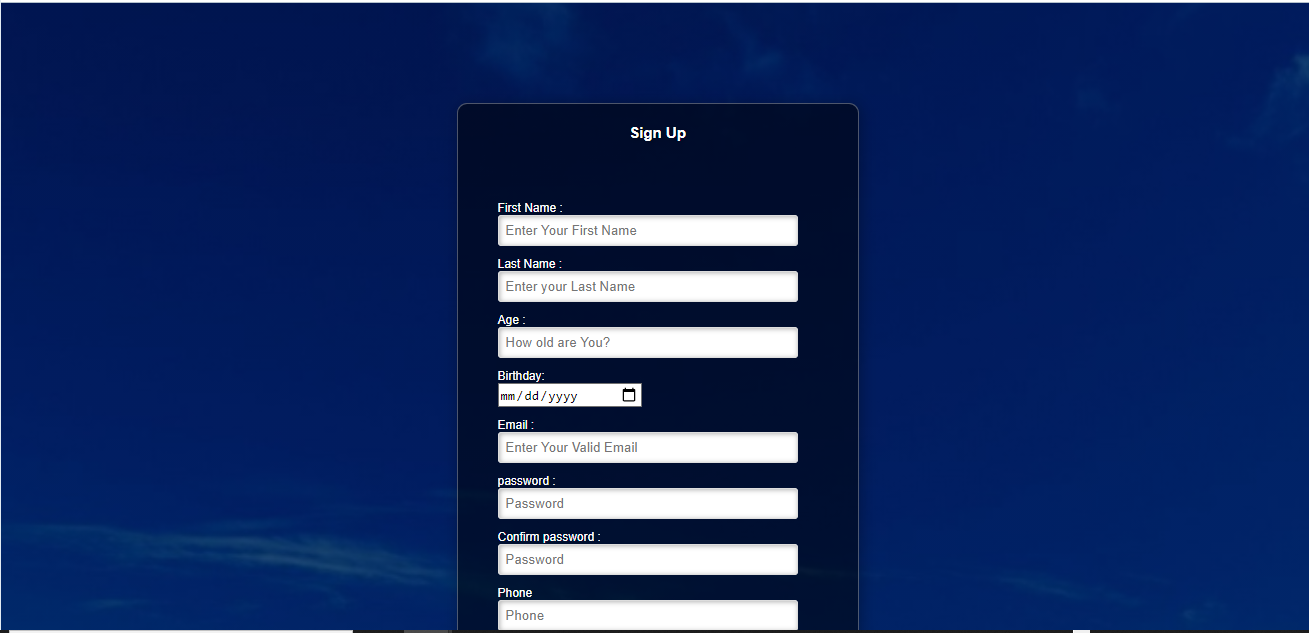 Sign Up
First Name :
Enter Your First Name
Last Name :
Enter your Last Name
Age :
How old are You?
Birthday:
mm/dd/yyyy
Email :
Enter Your Valid Email
password :
Password
Confirm password :
Password
Phone
Phone